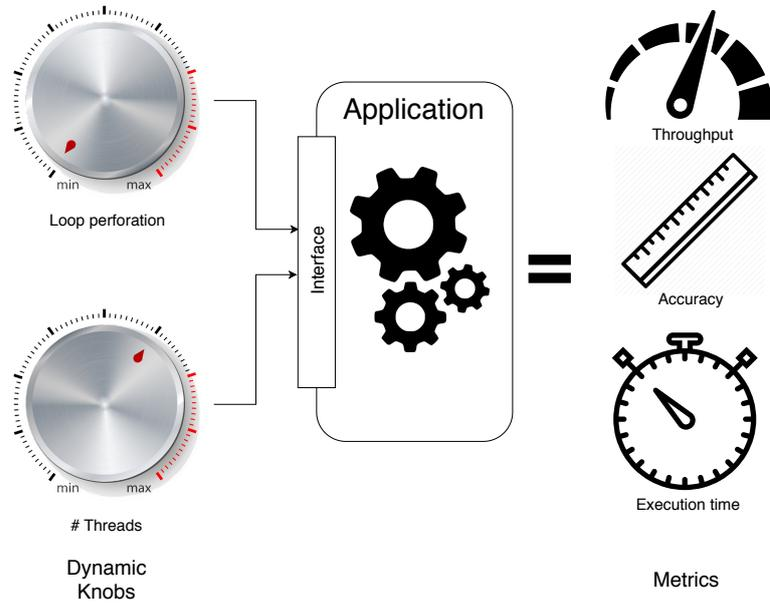 Application
Throughput
min
max
Loop perforation
Interface
Accuracy
min
max
# Threads
Execution time
Dynamic
Knobs
Metrics